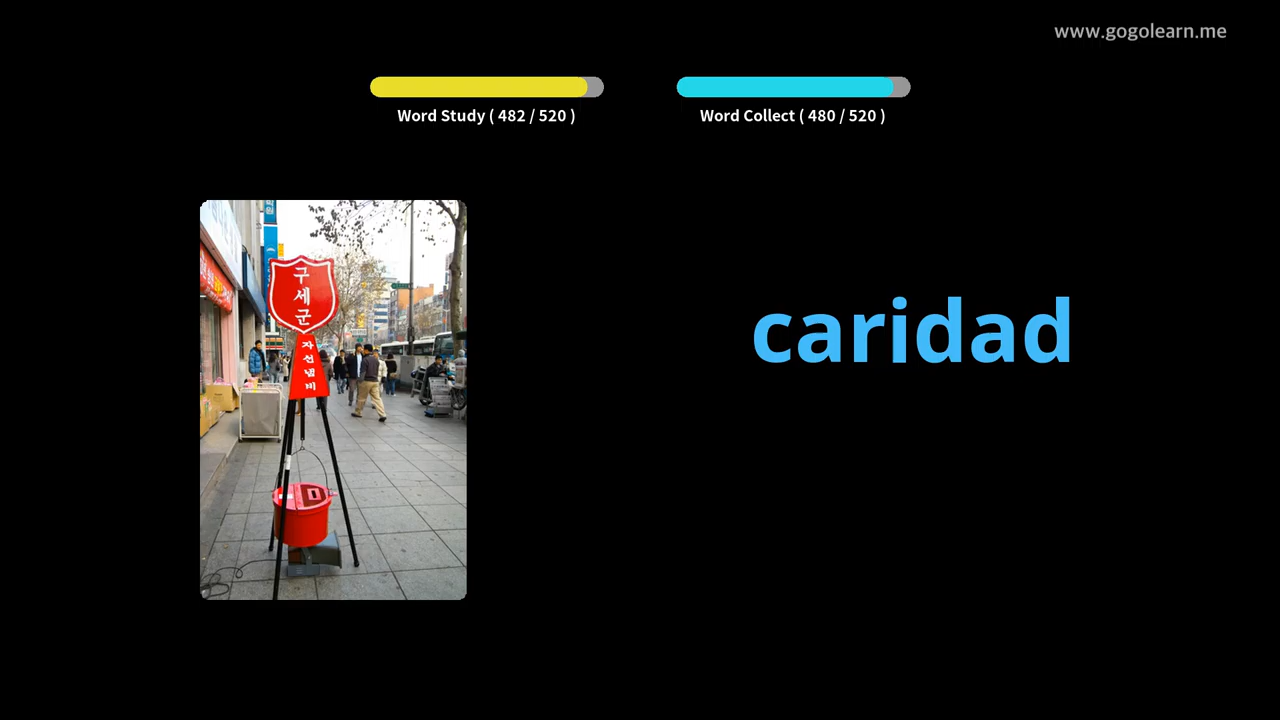 www.gogolearn.me
Word Study ( 482 / 520 )
Word Collect ( 480 / 520 )
구
세
군
자
선
냄
비
caridad